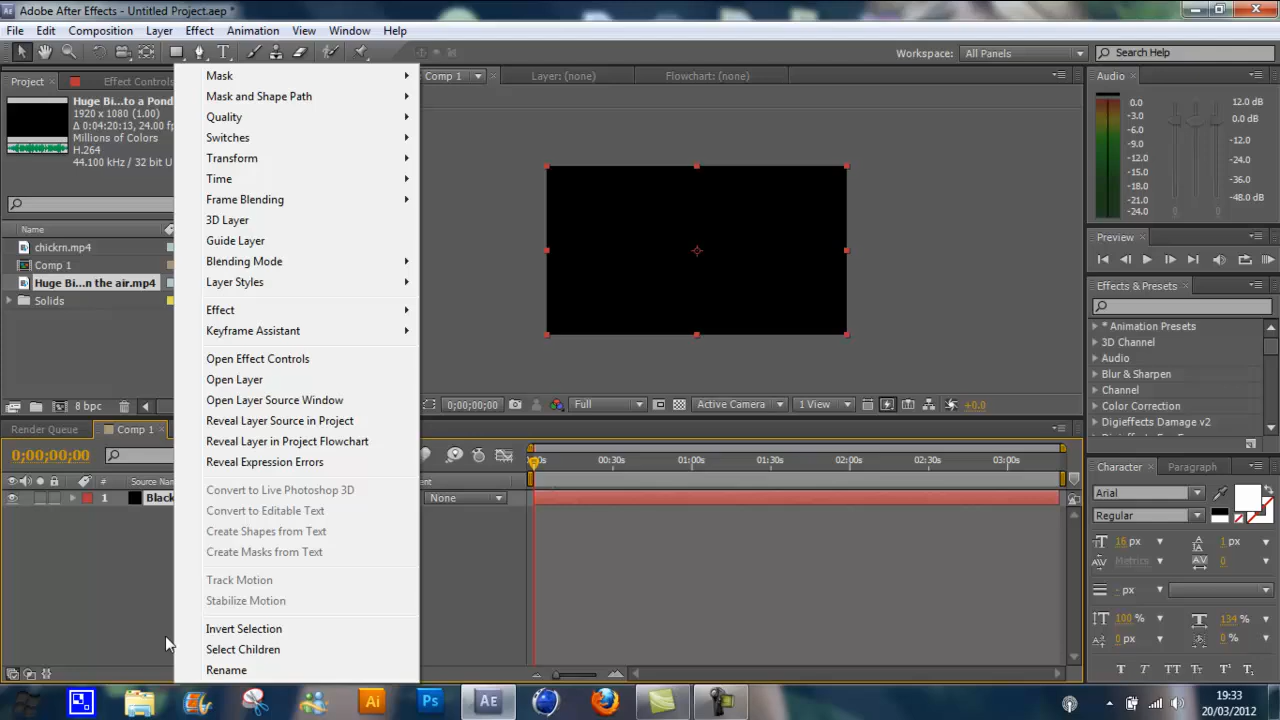 Adobe After Effects - Untitled Project.aep *
File Edit Composition Layer Effect Animation View Window Help
Workspace: All Panels
Search Help
Project
Effect Controls
Huge Bi...to a Pond
1920 x 1080 (1.00)
Δ 0:04:20:13, 24.00 fp
Millions of Colors
H.264
44.100 kHz / 32 bit U
Name
chickrn.mp4
Comp 1
Huge Bi...n the air.mp4
Solids
8 bpc
Mask
Mask and Shape Path
Quality
Switches
Transform
Time
Frame Blending
3D Layer
Guide Layer
Blending Mode
Layer Styles
Effect
Keyframe Assistant
Open Effect Controls
Open Layer
Open Layer Source Window
Reveal Layer Source in Project
Reveal Layer in Project Flowchart
Reveal Expression Errors
Convert to Live Photoshop 3D
Convert to Editable Text
Create Shapes from Text
Create Masks from Text
Track Motion
Stabilize Motion
Invert Selection
Select Children
Rename
Comp 1
Layer: (none)
Flowchart: (none)
0;00;00;00
Full
Active Camera
1 View
+0.0
Audio
0.0
-3.0
-6.0
-9.0
-12.0
-15.0
-18.0
-21.0
-24.0
12.0 dB
0.0 dB
-12.0
-24.0
-36.0
-48.0 dB
Preview
Effects & Presets
* Animation Presets
3D Channel
Audio
Blur & Sharpen
Channel
Color Correction
Digieffects Damage v2
Character
Paragraph
Arial
Regular
16 px
1 px
Metrics
0
- px
100 %
134 %
0 px
0 %
T T TT Tr T¹ T₁
Render Queue
Comp 1
0;00;00;00
1
Source Nam
Black
None
00:30s 01:00s 01:30s 02:00s 02:30s 03:00s
Ai
Ps
AE
19:33
20/03/2012